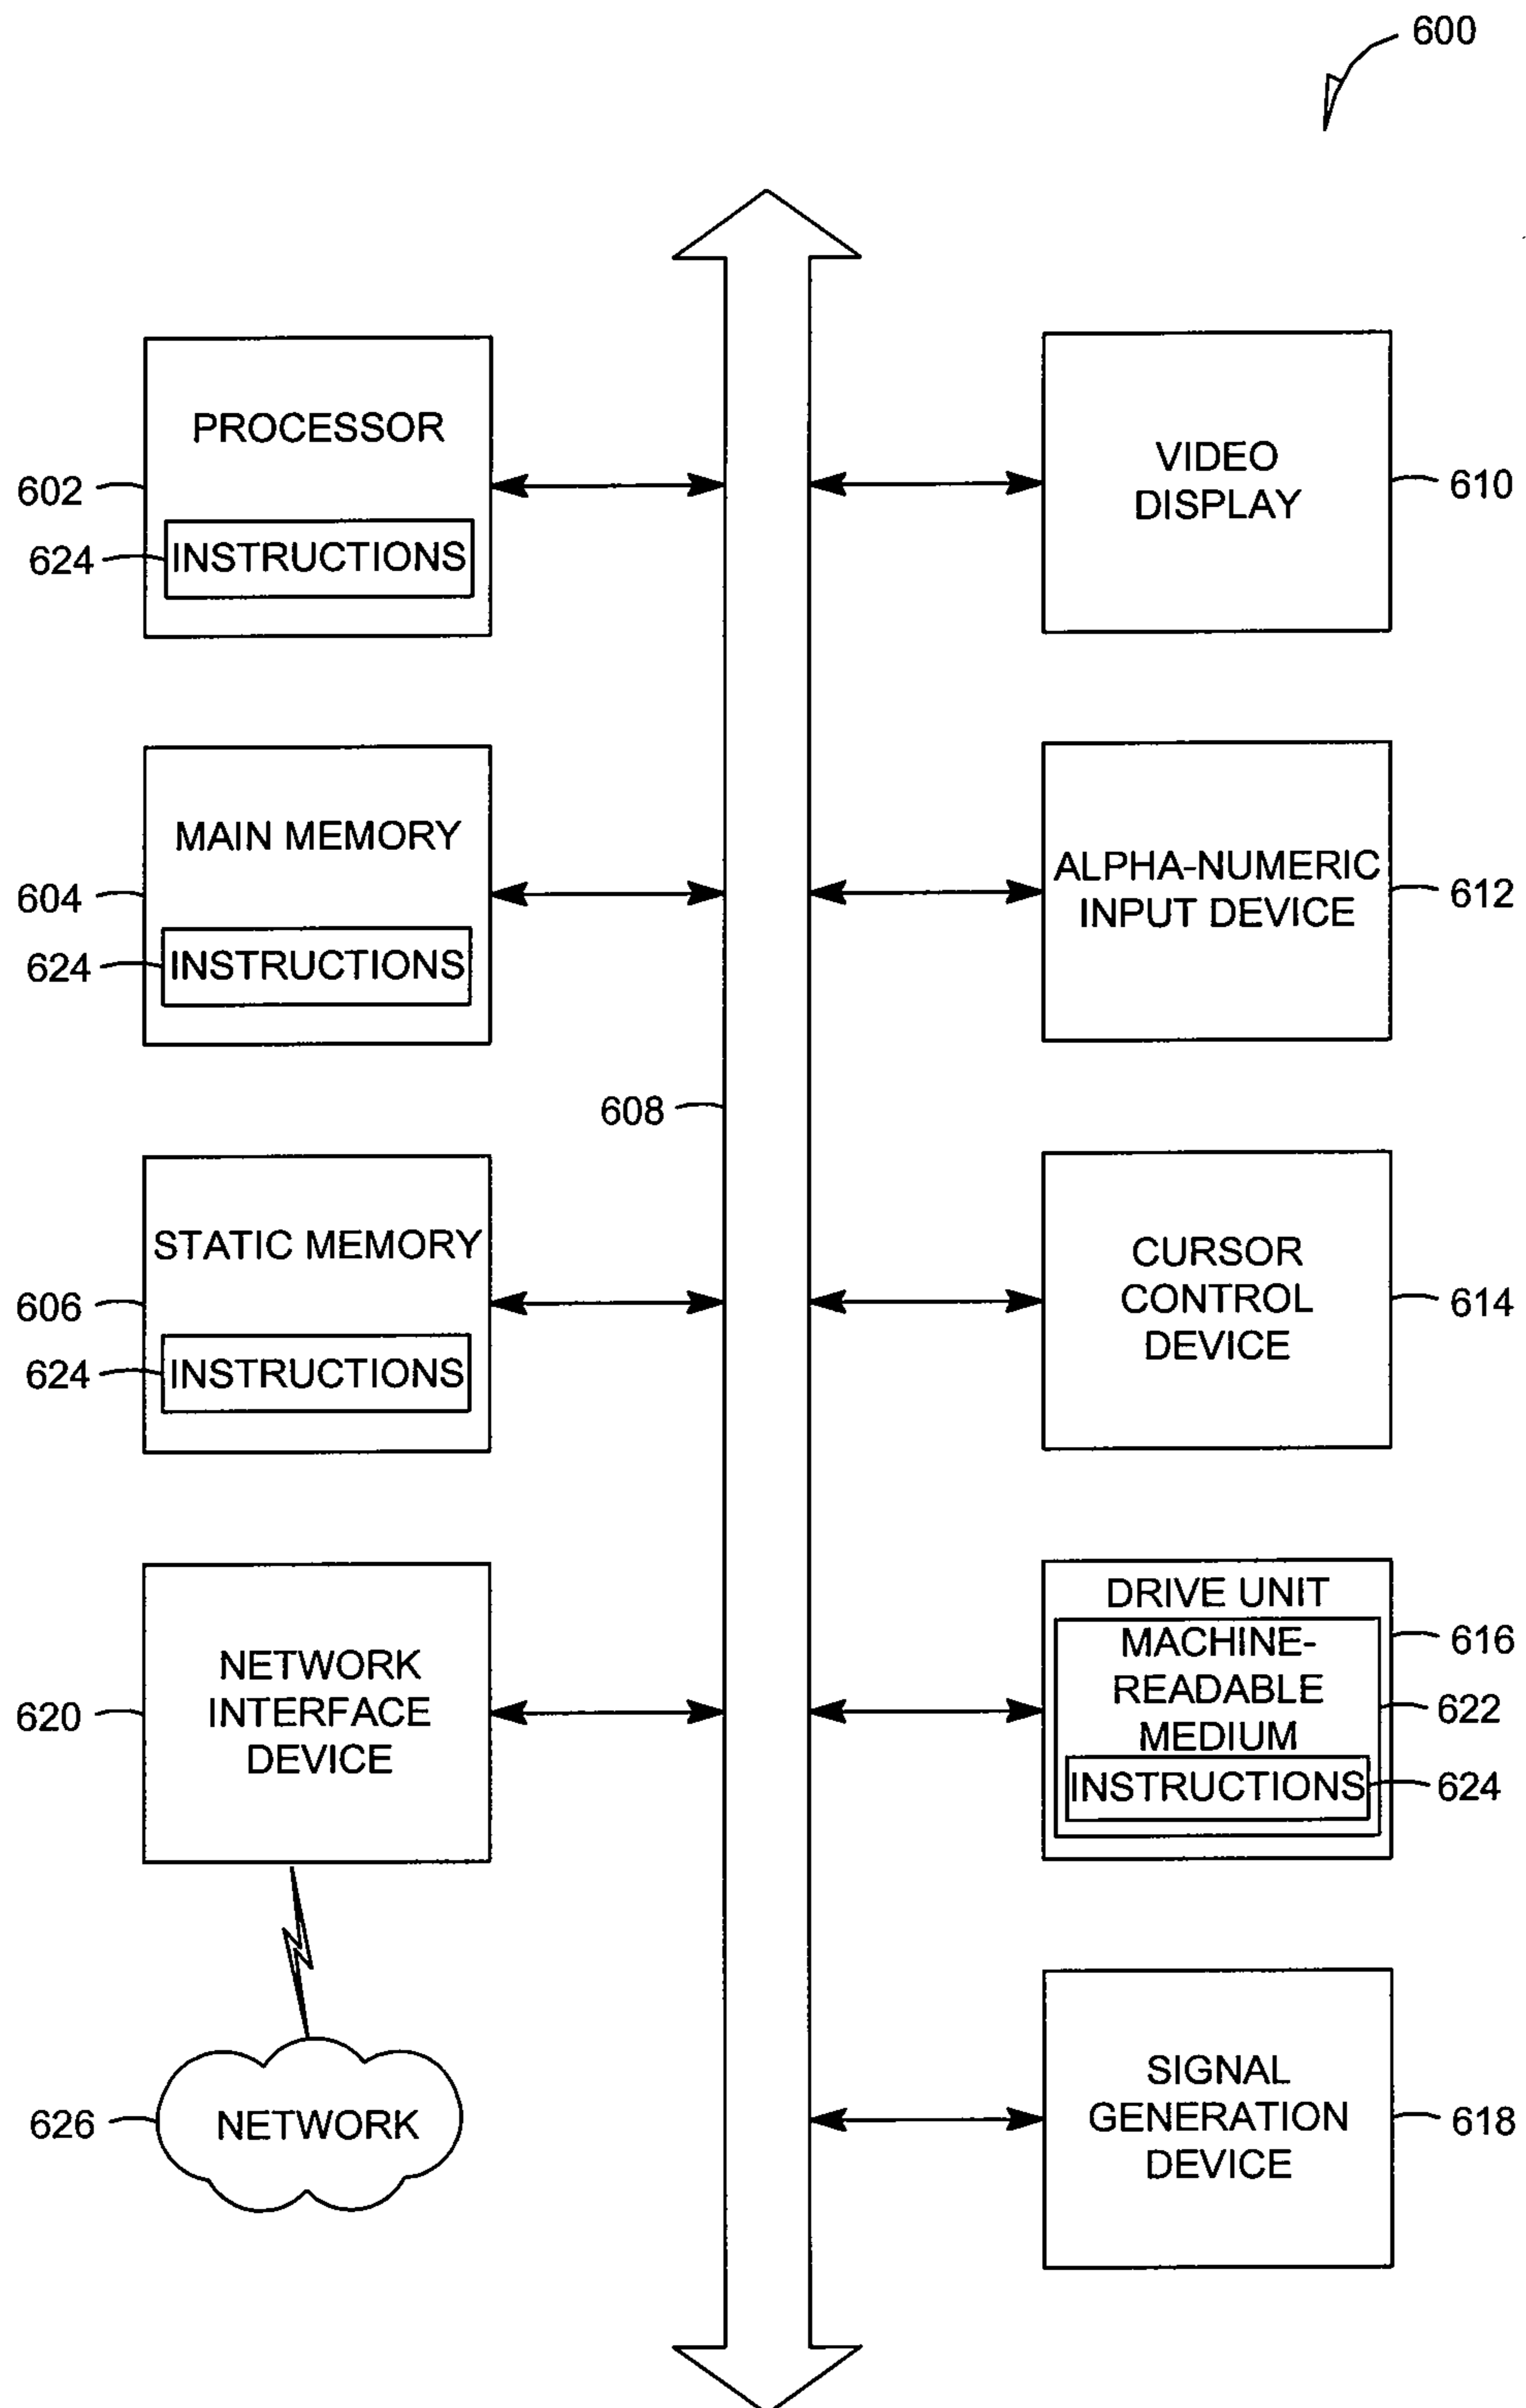 600
PROCESSOR
602
624
INSTRUCTIONS
VIDEO
DISPLAY
610
MAIN MEMORY
604
624
INSTRUCTIONS
ALPHA-NUMERIC
INPUT DEVICE
612
608
STATIC MEMORY
606
624
INSTRUCTIONS
CURSOR
CONTROL
DEVICE
614
NETWORK
INTERFACE
DEVICE
620
DRIVE UNIT
616
MACHINE-
READABLE
MEDIUM
622
INSTRUCTIONS
624
626
NETWORK
SIGNAL
GENERATION
DEVICE
618